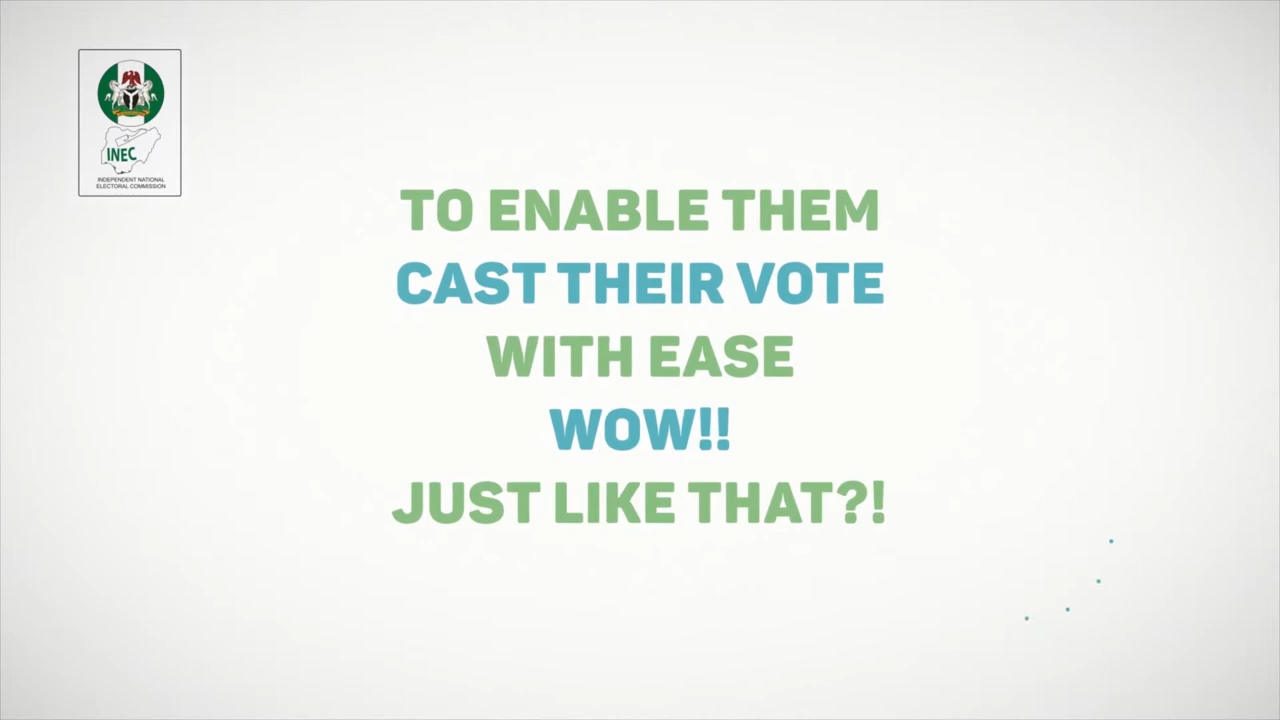 INEC
INDEPENDENT NATIONAL
ELECTORAL COMMISSION
TO ENABLE THEM
CAST THEIR VOTE
WITH EASE
WOW!!
JUST LIKE THAT?!